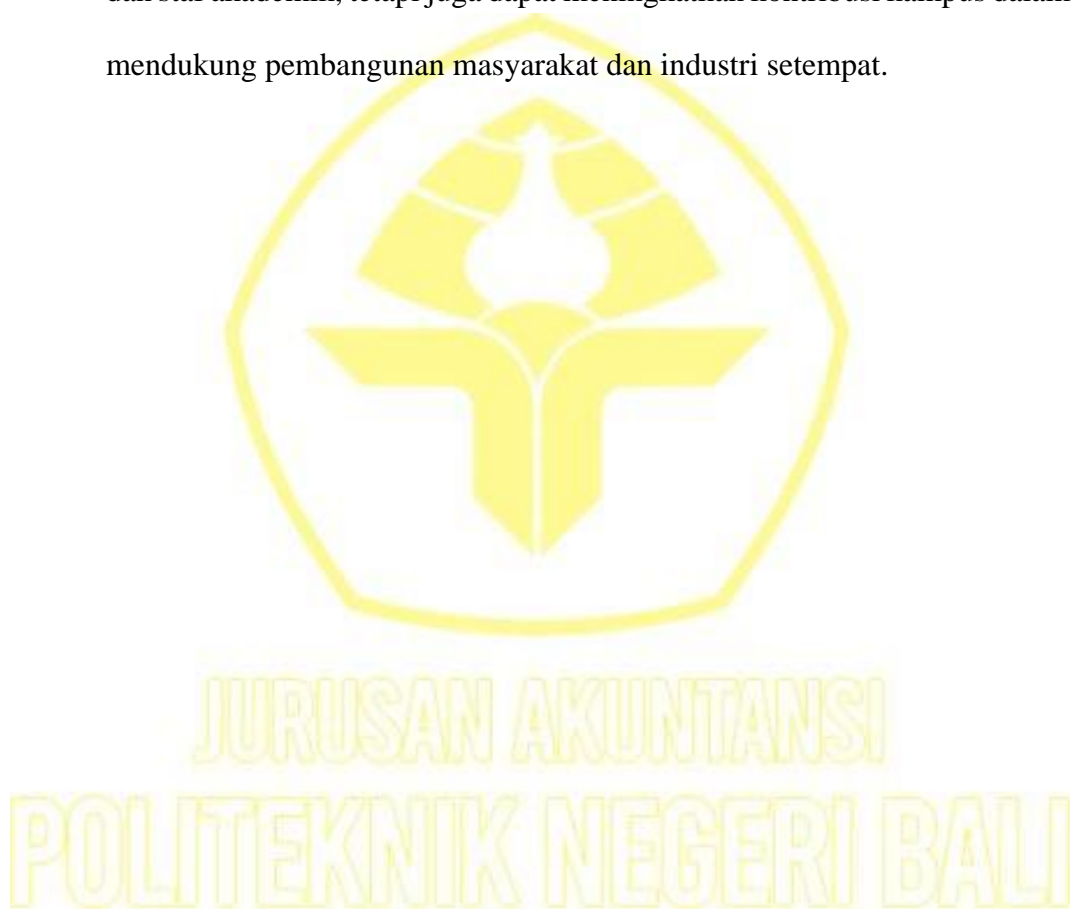 dan staf akademik, tetapi juga dapat meningkatkan kontribusi kampus dalam
mendukung pembangunan masyarakat dan industri setempat.
JURUSAN AKUNTANSI
POLITEKNIK NEGERI BALI